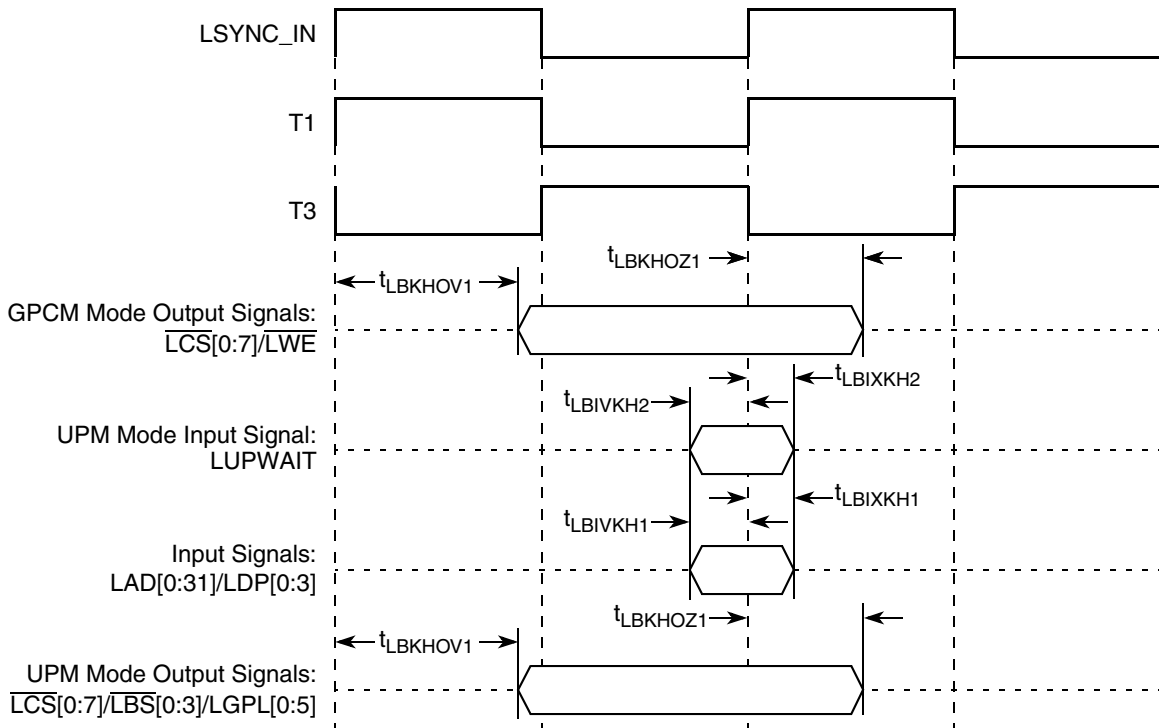 LSYNC_IN
T1
T3
tLBKHOZ1
tLBKHOV1
GPCM Mode Output Signals:
LCS[0:7]/LWE
tLBIXKH2
tLBIVKH2
UPM Mode Input Signal:
LUPWAIT
tLBIXKH1
tLBIVKH1
Input Signals:
LAD[0:31]/LDP[0:3]
tLBKHOZ1
tLBKHOV1
UPM Mode Output Signals:
LCS[0:7]/LBS[0:3]/LGPL[0:5]